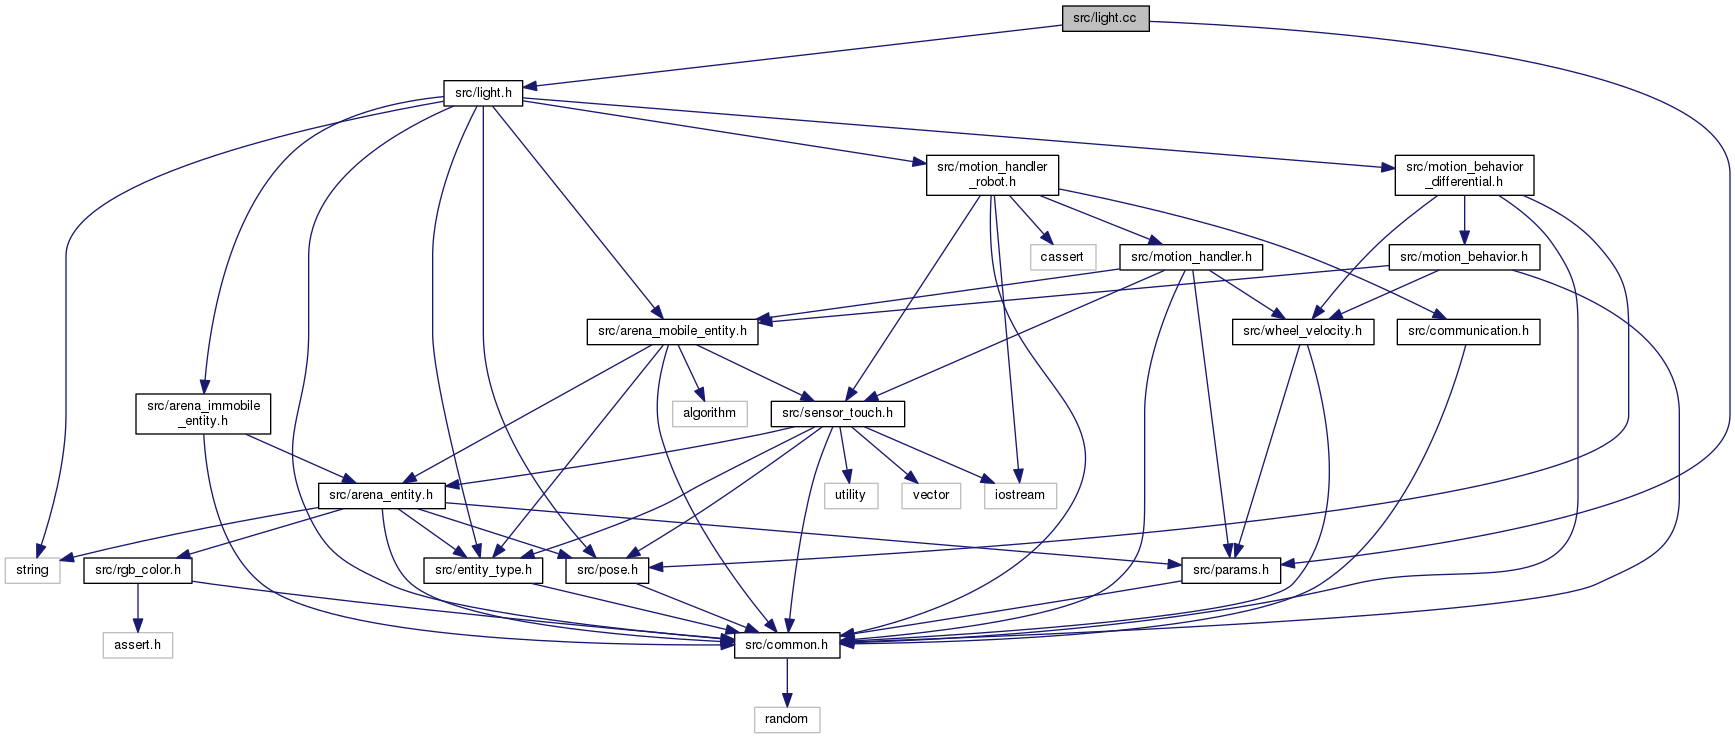 src/light.cc
src/light.h
src/motion_handler
_robot.h
src/motion_behavior
_differential.h
cassert
src/motion_handler.h
src/motion_behavior.h
src/arena_mobile_entity.h
src/wheel_velocity.h
src/communication.h
src/arena_immobile
_entity.h
algorithm
src/sensor_touch.h
src/arena_entity.h
utility
vector
iostream
string
src/rgb_color.h
src/entity_type.h
src/pose.h
src/params.h
assert.h
src/common.h
random